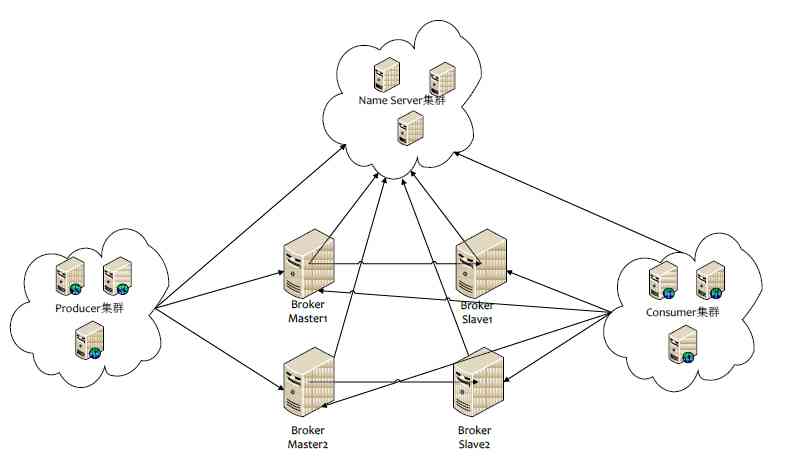 Name Server集群
Producer集群
Broker
Master1
Broker
Slave1
Consumer集群
Broker
Master2
Broker
Slave2